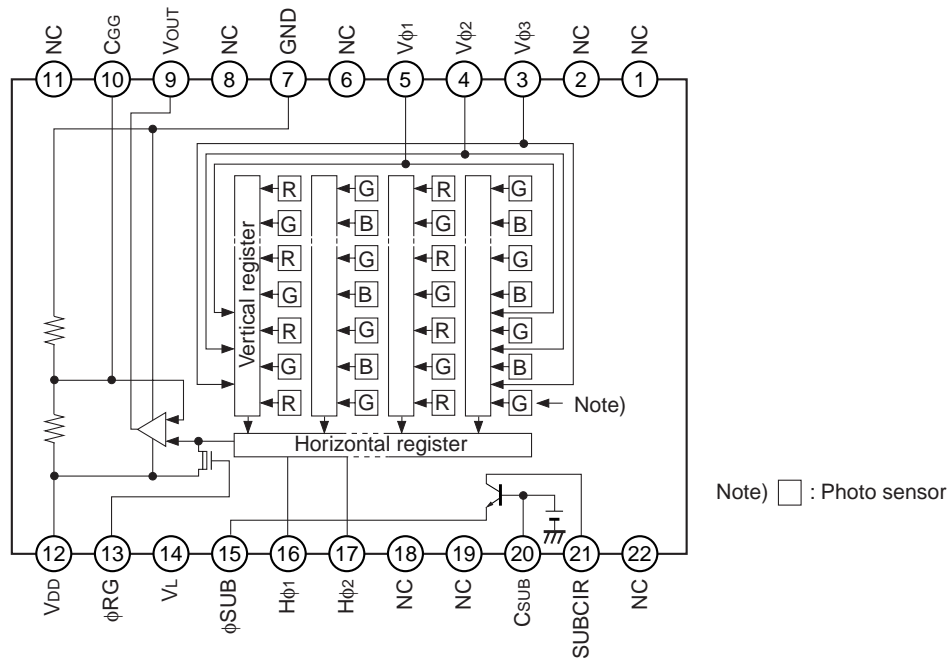 NC CGG VOUT NC GND NC Vϕ1 Vϕ2 Vϕ3 NC NC
11 10 9 8 7 6 5 4 3 2 1
Vertical register
R G R G
G B G B
R G R G
G B G B
R G R G
G B G B
R G R G
Note)
Horizontal register
Note) : Photo sensor
12 13 14 15 16 17 18 19 20 21 22
VDD ϕRG VL ϕSUB Hϕ1 Hϕ2 NC NC CSUB SUBCIR NC